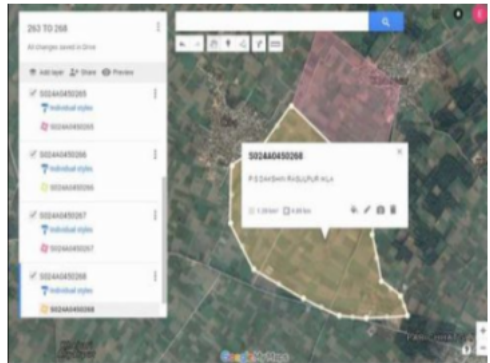 263 TO 268
All changes saved in Drive
Add layer Share Preview
S024A0450265
Individual styles
S024A0450265
S024A0450266
Individual styles
S024A0450266
S024A0450267
Individual styles
S024A0450267
S024A0450268
Individual styles
S024A0450268
S024A0450268
Google My Maps